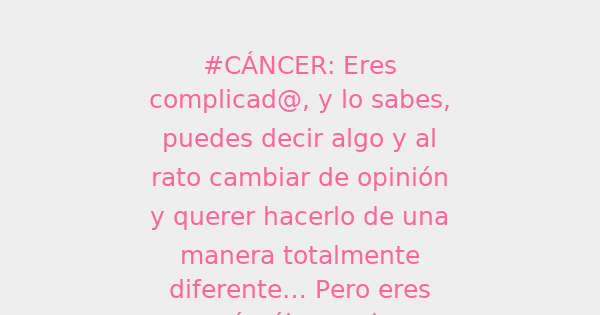 #CÁNCER: Eres
complicad@, y lo sabes,
puedes decir algo y al
rato cambiar de opinión
y querer hacerlo de una
manera totalmente
diferente... Pero eres